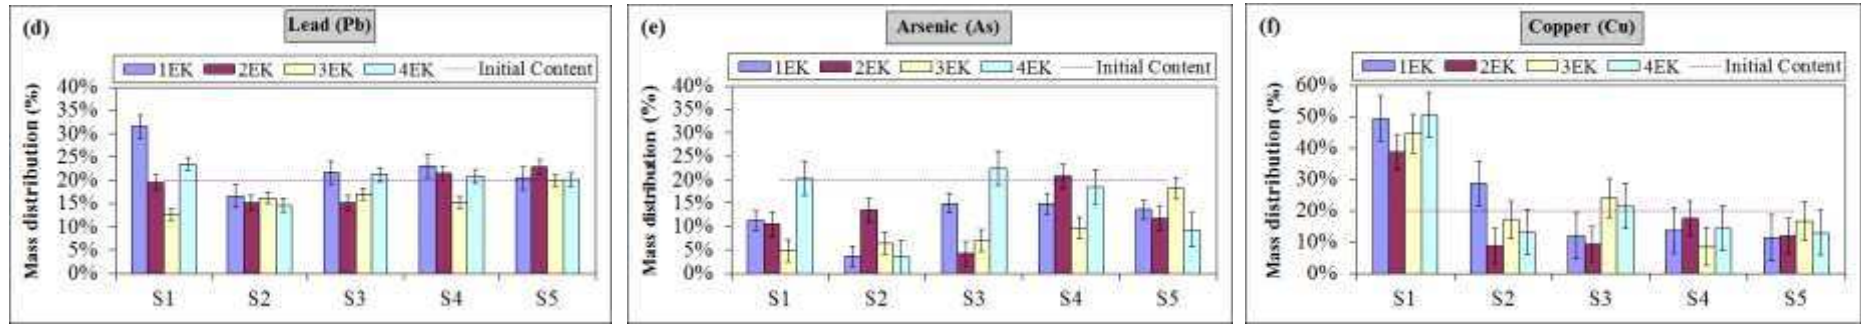 (d)
Lead (Pb)
1EK 2EK 3EK 4EK Initial Content
Mass distribution (%)
40%
35%
30%
25%
20%
15%
10%
5%
0%
S1 S2 S3 S4 S5
(e)
Arsenic (As)
1EK 2EK 3EK 4EK Initial Content
Mass distribution (%)
40%
35%
30%
25%
20%
15%
10%
5%
0%
S1 S2 S3 S4 S5
(f)
Copper (Cu)
1EK 2EK 3EK 4EK Initial Content
Mass distribution (%)
60%
50%
40%
30%
20%
10%
0%
S1 S2 S3 S4 S5